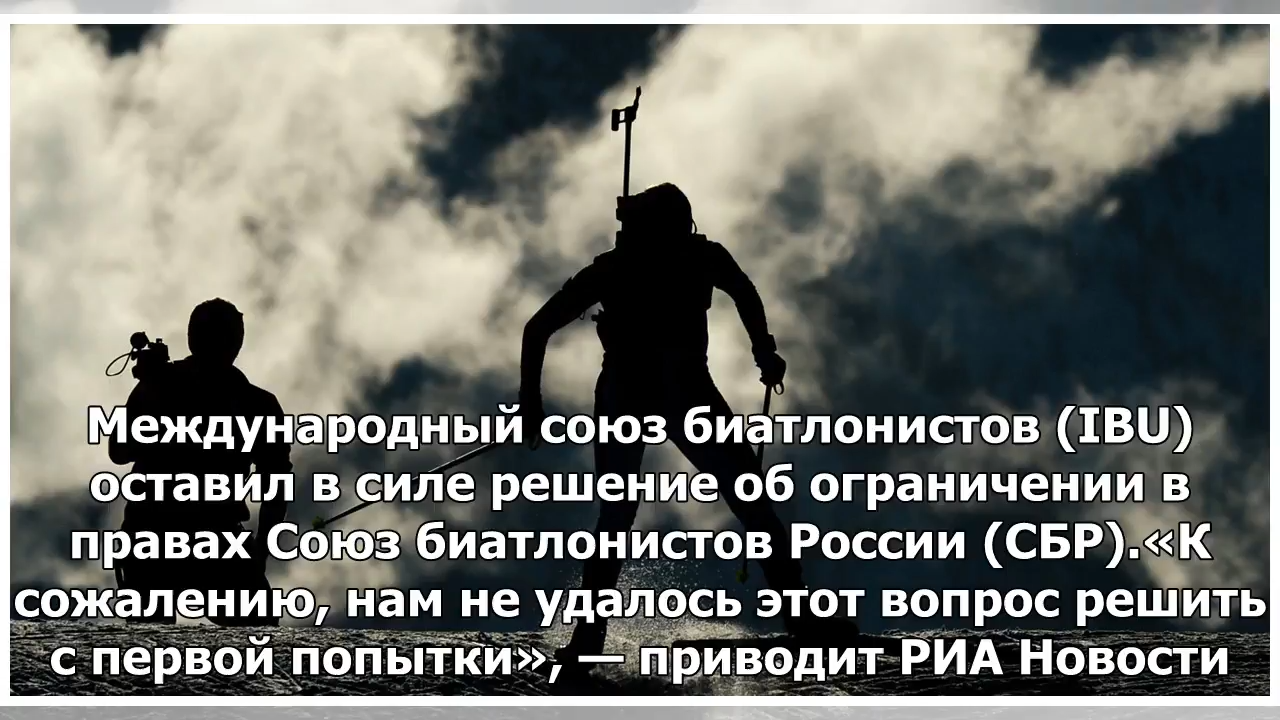 Международный союз биатлонистов (IBU)
оставил в силе решение об ограничении в
правах Союз биатлонистов России (СБР).«К
сожалению, нам не удалось этот вопрос решить
с первой попытки», — приводит РИА Новости